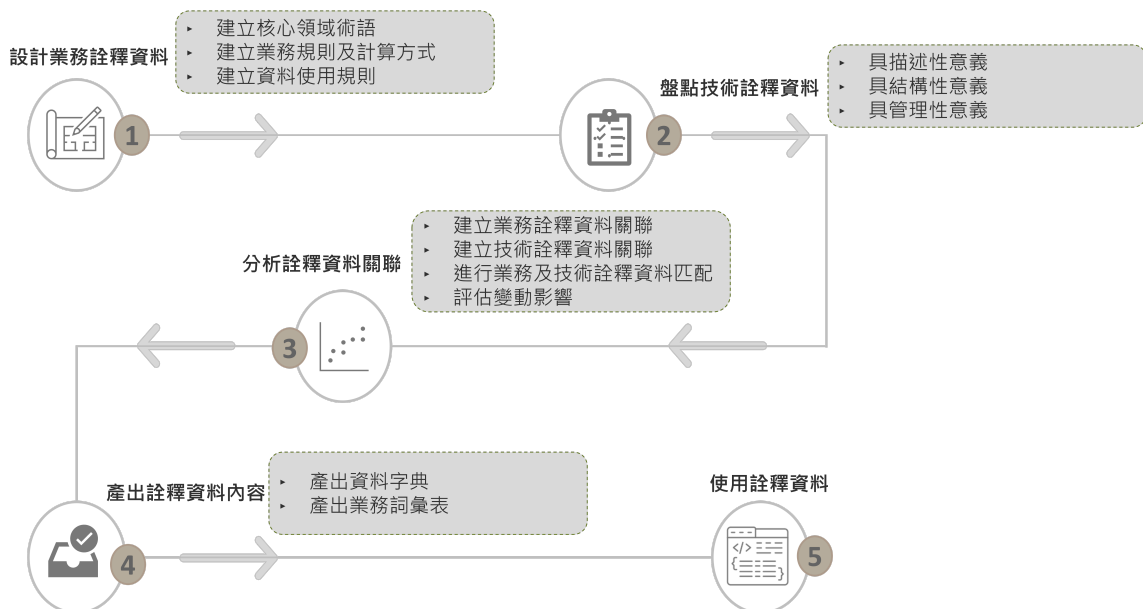 設計業務詮釋資料
1
▸ 建立核心領域術語
▸ 建立業務規則及計算方式
▸ 建立資料使用規則
盤點技術詮釋資料
2
▸ 具描述性意義
▸ 具結構性意義
▸ 具管理性意義
分析詮釋資料關聯
3
▸ 建立業務詮釋資料關聯
▸ 建立技術詮釋資料關聯
▸ 進行業務及技術詮釋資料匹配
▸ 評估變動影響
產出詮釋資料內容
4
▸ 產出資料字典
▸ 產出業務詞彙表
使用詮釋資料
5